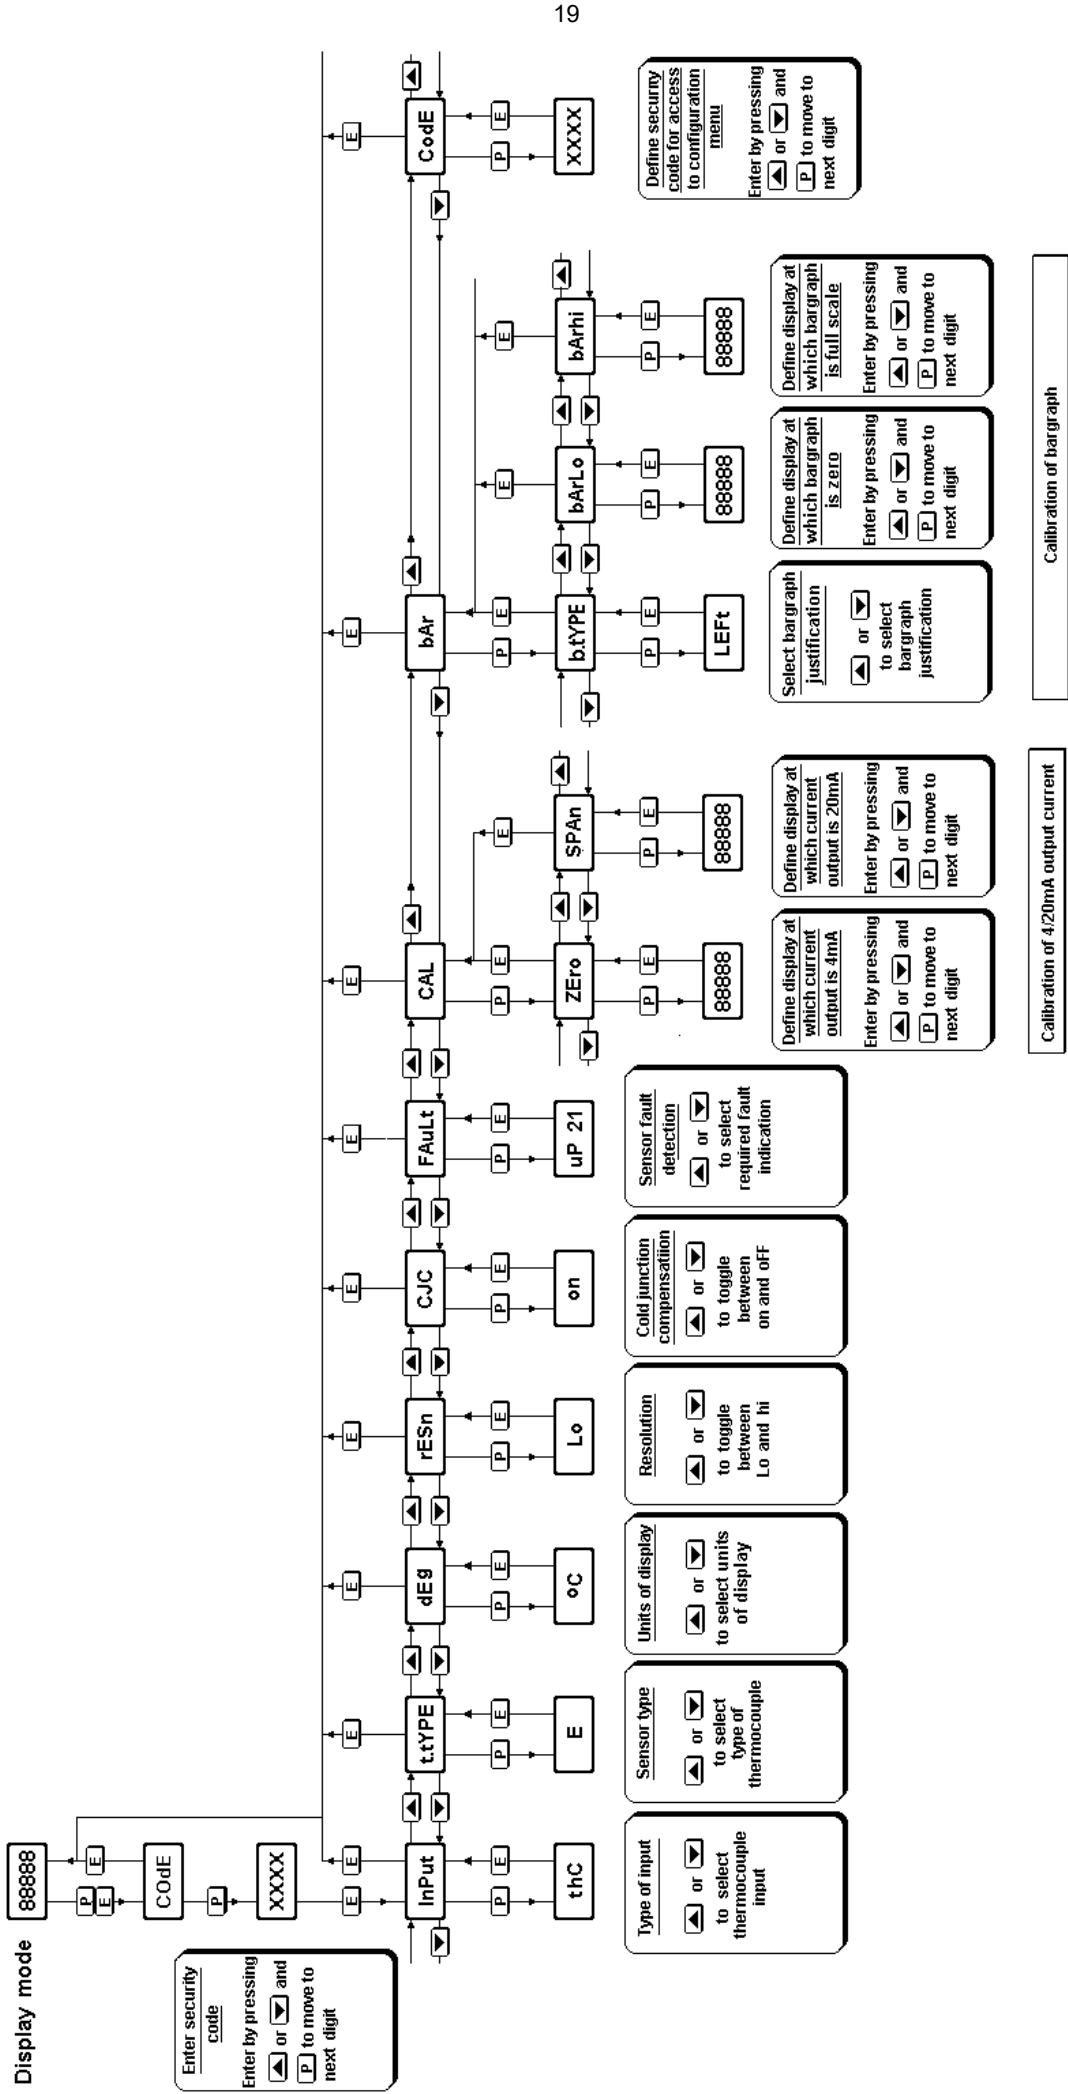 19
Display mode
88888
P
E
E
COdE
P
XXXX
E
E
Enter security
code
Enter by pressing
or
and
P to move to
next digit
InPut
P
E
thC
Type of input
or
to select
thermocouple
input
E
t.tYPE
P
E
E
Sensor type
or
to select
type of
thermocouple
E
dEg
P
E
oC
Units of display
or
to select units
of display
E
rESn
P
E
Lo
Resolution
or
to toggle
between
Lo and hi
E
CJC
P
E
on
Cold junction
compensatiion
or
to toggle
between
on and oFF
E
FAuLt
P
E
uP 21
Sensor fault
detection
or
to select
required fault
indication
E
CAL
P
E
E
ZEro
P
E
88888
Define display at
which current
output is 4mA
Enter by pressing
or
and
P to move to
next digit
SPAn
P
E
88888
Define display at
which current
output is 20mA
Enter by pressing
or
and
P to move to
next digit
Calibration of 4/20mA output current
E
bAr
P
E
b.tYPE
P
E
LEFt
Select bargraph
justification
or
to select
bargraph
justification
E
bArLo
P
E
88888
Define display at
which bargraph
is zero
Enter by pressing
or
and
P to move to
next digit
E
bArhi
P
E
88888
Define display at
which bargraph
is full scale
Enter by pressing
or
and
P to move to
next digit
Calibration of bargraph
E
CodE
P
E
XXXX
Define security
code for access
to configuration
menu
Enter by pressing
or
and
P to move to
next digit